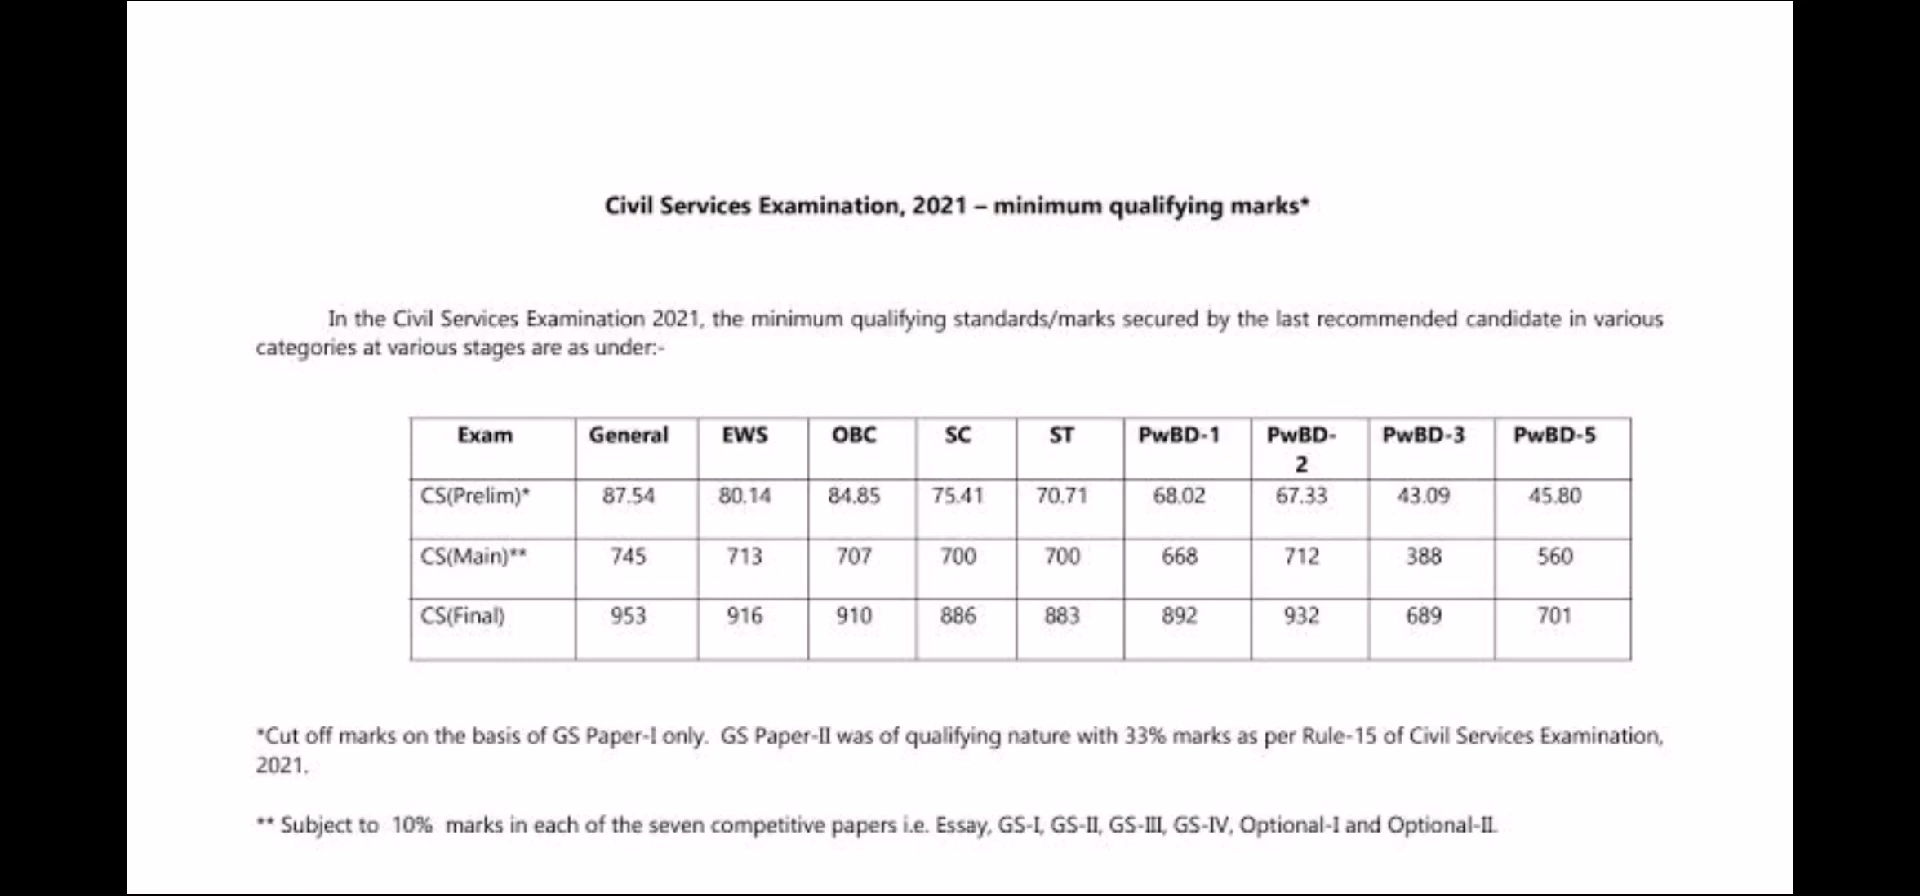 Civil Services Examination, 2021 – minimum qualifying marks*
In the Civil Services Examination 2021, the minimum qualifying standards/marks secured by the last recommended candidate in various
categories at various stages are as under:-
Exam General EWS OBC SC ST PwBD-1 PwBD-2 PwBD-3 PwBD-5
CS(Prelim)* 87.54 80.14 84.85 75.41 70.71 68.02 67.33 43.09 45.80
CS(Main)** 745 713 707 700 700 668 712 388 560
CS(Final) 953 916 910 886 883 892 932 689 701
*Cut off marks on the basis of GS Paper-I only. GS Paper-II was of qualifying nature with 33% marks as per Rule-15 of Civil Services Examination,
2021.
** Subject to 10% marks in each of the seven competitive papers i.e. Essay, GS-I, GS-II, GS-III, GS-IV, Optional-I and Optional-II.